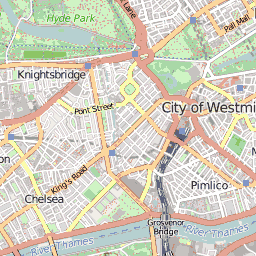 Hyde Park
Lane
Pall Mall
Knightsbridge
Pont Street
City of Westmi
on
King's Road
Pimlico
Chelsea
Grosvenor
Bridge
River Thames
River Thames